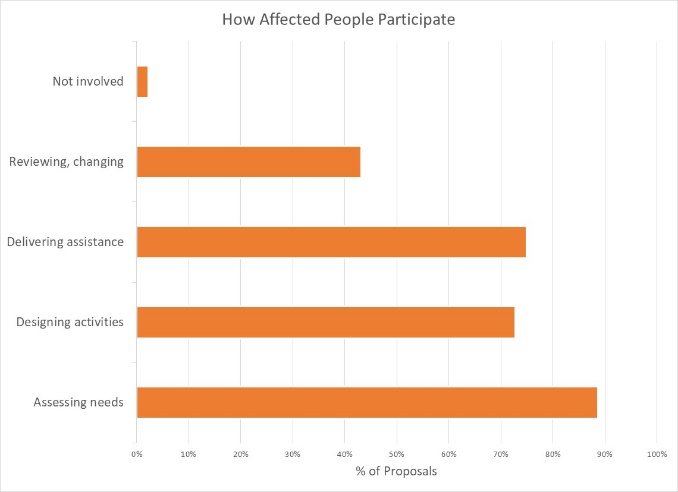 How Affected People Participate
Not involved
Reviewing, changing
Delivering assistance
Designing activities
Assessing needs
0% 10% 20% 30% 40% 50% 60% 70% 80% 90% 100%
% of Proposals